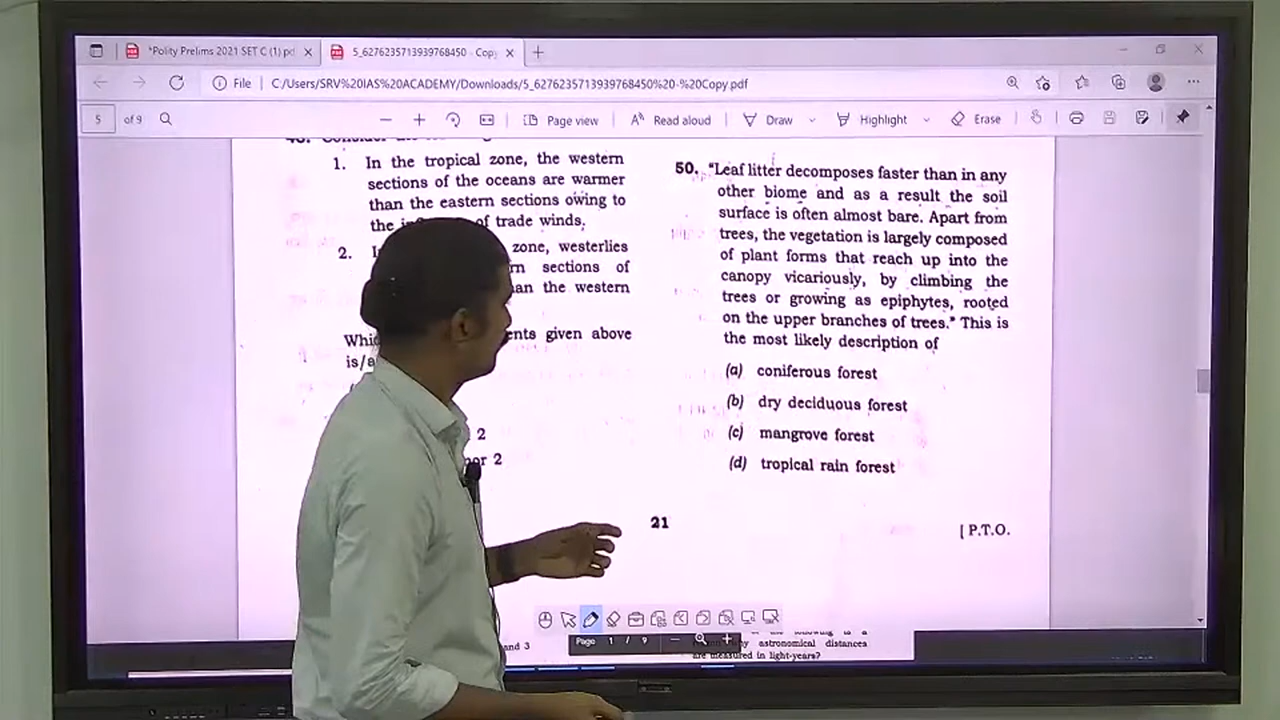 *Polity Prelims 2021 SET C (1) pd
5_6276235713939768450 - Copy
File C:/Users/SRV%20IAS%20ACADEMY/Downloads/5_6276235713939768450%20-%20Copy.pdf
5 of 9 Page view Read aloud Draw Highlight Erase
1. In the tropical zone, the western
sections of the oceans are warmer
than the eastern sections owing to
the of trade winds.
2. zone, westerlies
sections of
than the western
given above
is/a
2
nor 2
50. "Leaf litter decomposes faster than in any
other biome and as a result the soil
surface is often almost bare. Apart from
trees, the vegetation is largely composed
of plant forms that reach up into the
canopy vicariously, by climbing the
trees or growing as epiphytes, rooted
on the upper branches of trees." This is
the most likely description of
(a) coniferous forest
(b) dry deciduous forest
(c) mangrove forest
(d) tropical rain forest
21
[ P.T.O.
Page 1 / 9
and 3
astronomical distances
are measured in light-years?